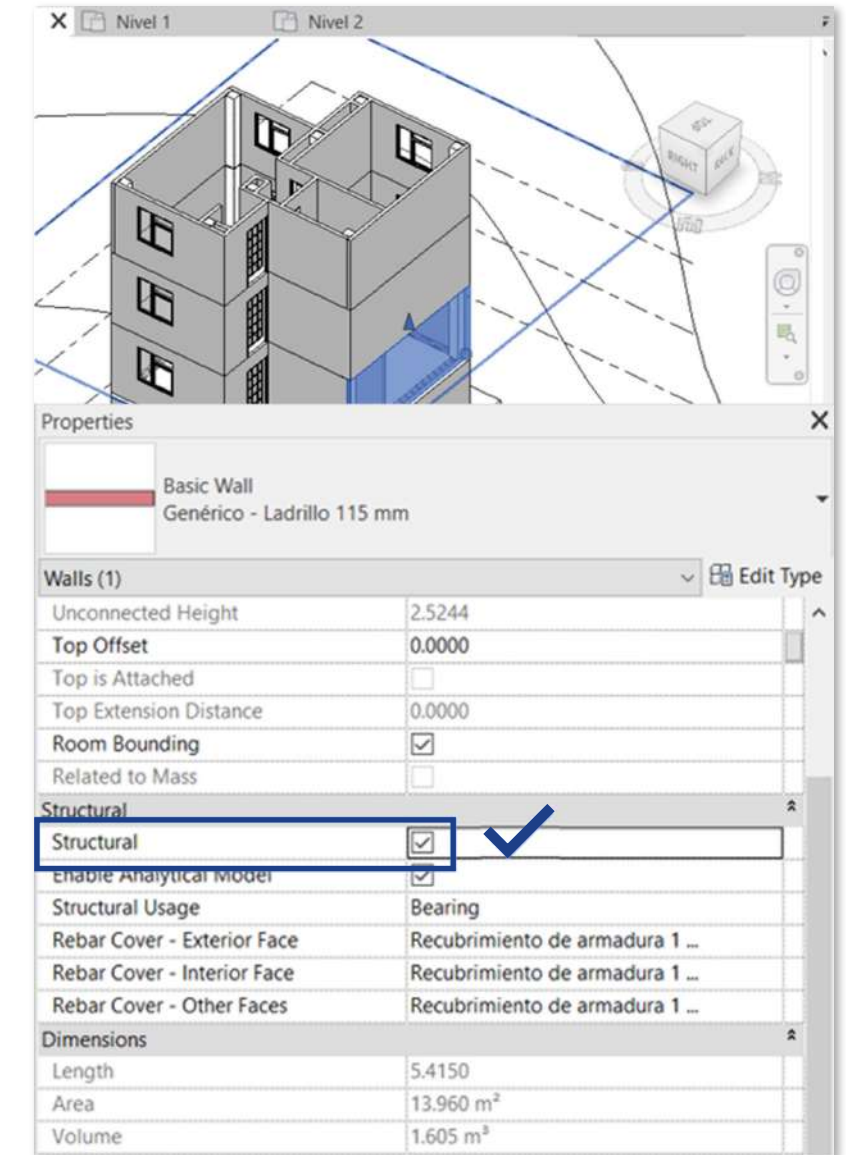 Nivel 1 Nivel 2
TOP
RIGHT BACK
Properties
Basic Wall
Genérico - Ladrillo 115 mm
Walls (1) Edit Type
Unconnected Height 2.5244
Top Offset 0.0000
Top is Attached
Top Extension Distance 0.0000
Room Bounding
Related to Mass
Structural
Structural
Enable Analytical Model
Structural Usage Bearing
Rebar Cover - Exterior Face Recubrimiento de armadura 1 ...
Rebar Cover - Interior Face Recubrimiento de armadura 1 ...
Rebar Cover - Other Faces Recubrimiento de armadura 1 ...
Dimensions
Length 5.4150
Area 13.960 m²
Volume 1.605 m³